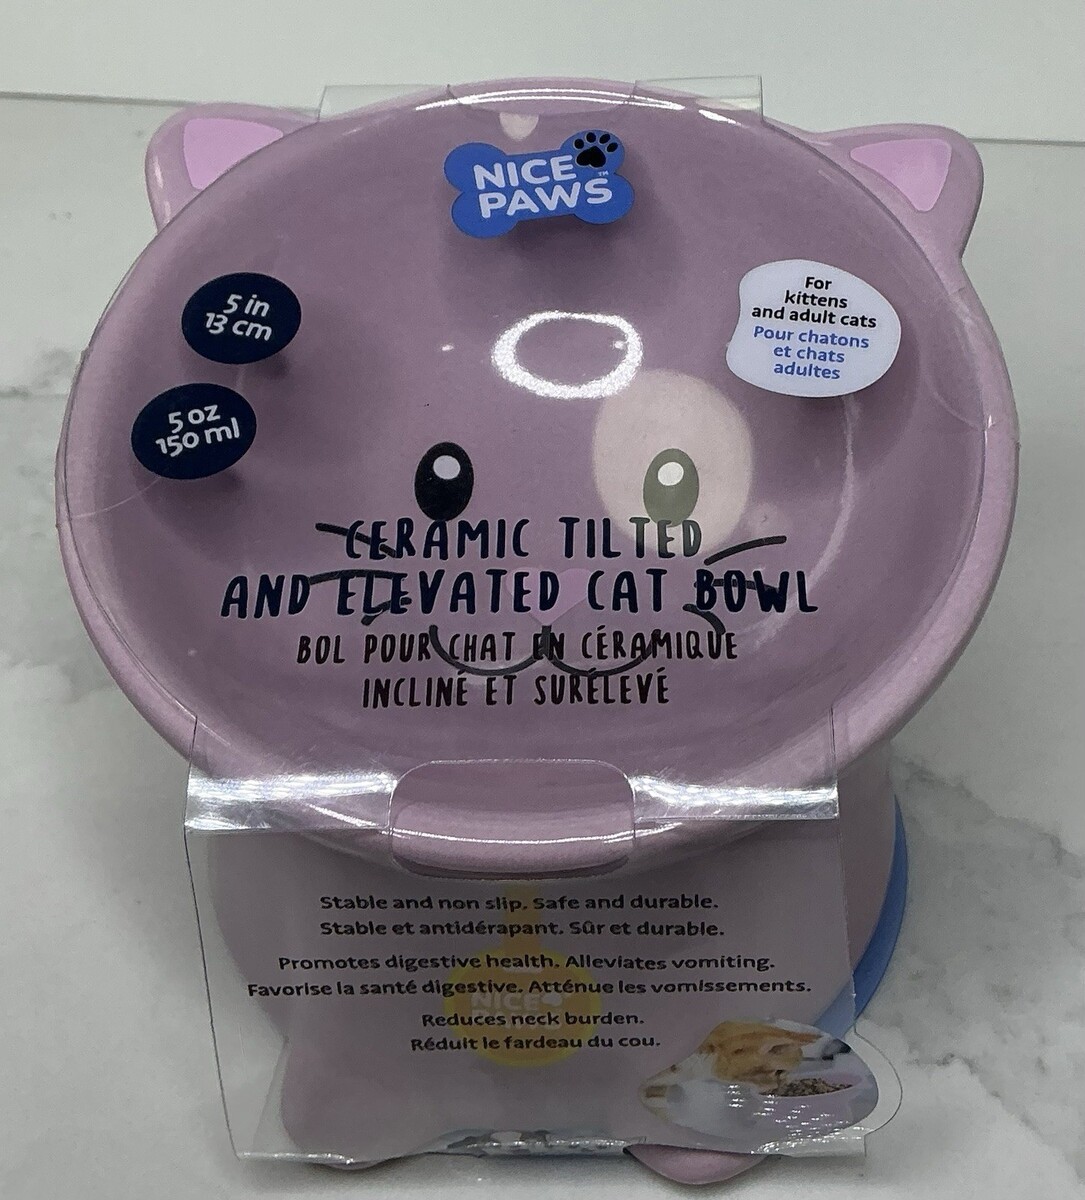 NICE
PAWS™
5 in
13 cm
5 oz
150 ml
For
kittens
and adult cats
Pour chatons
et chats
adultes
CERAMIC TILTED
AND ELEVATED CAT BOWL
BOL POUR CHAT EN CÉRAMIQUE
INCLINÉ ET SURÉLEVÉ
Stable and non slip. Safe and durable.
Stable et antidérapant. Sûr et durable.
Promotes digestive health. Alleviates vomiting.
Favorise la santé digestive. Atténue les vomissements.
NICE
Reduces neck burden.
Réduit le fardeau du cou.